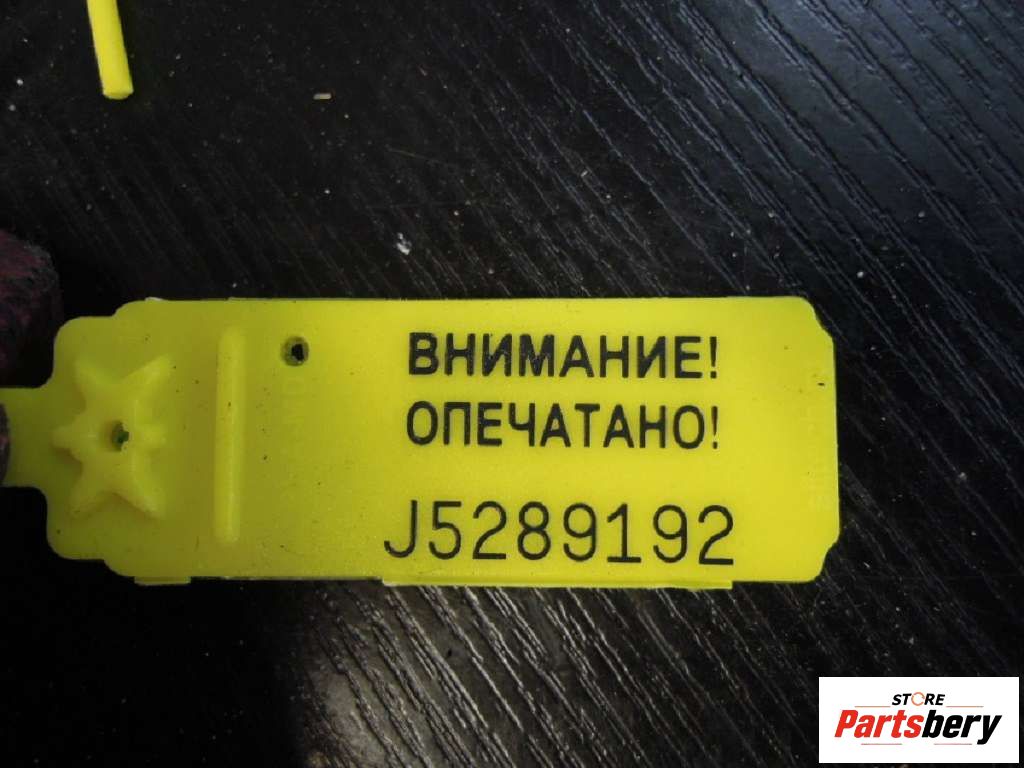 ВНИМАНИЕ!
ОПЕЧАТАНО!
J5289192
STORE
Partsbery